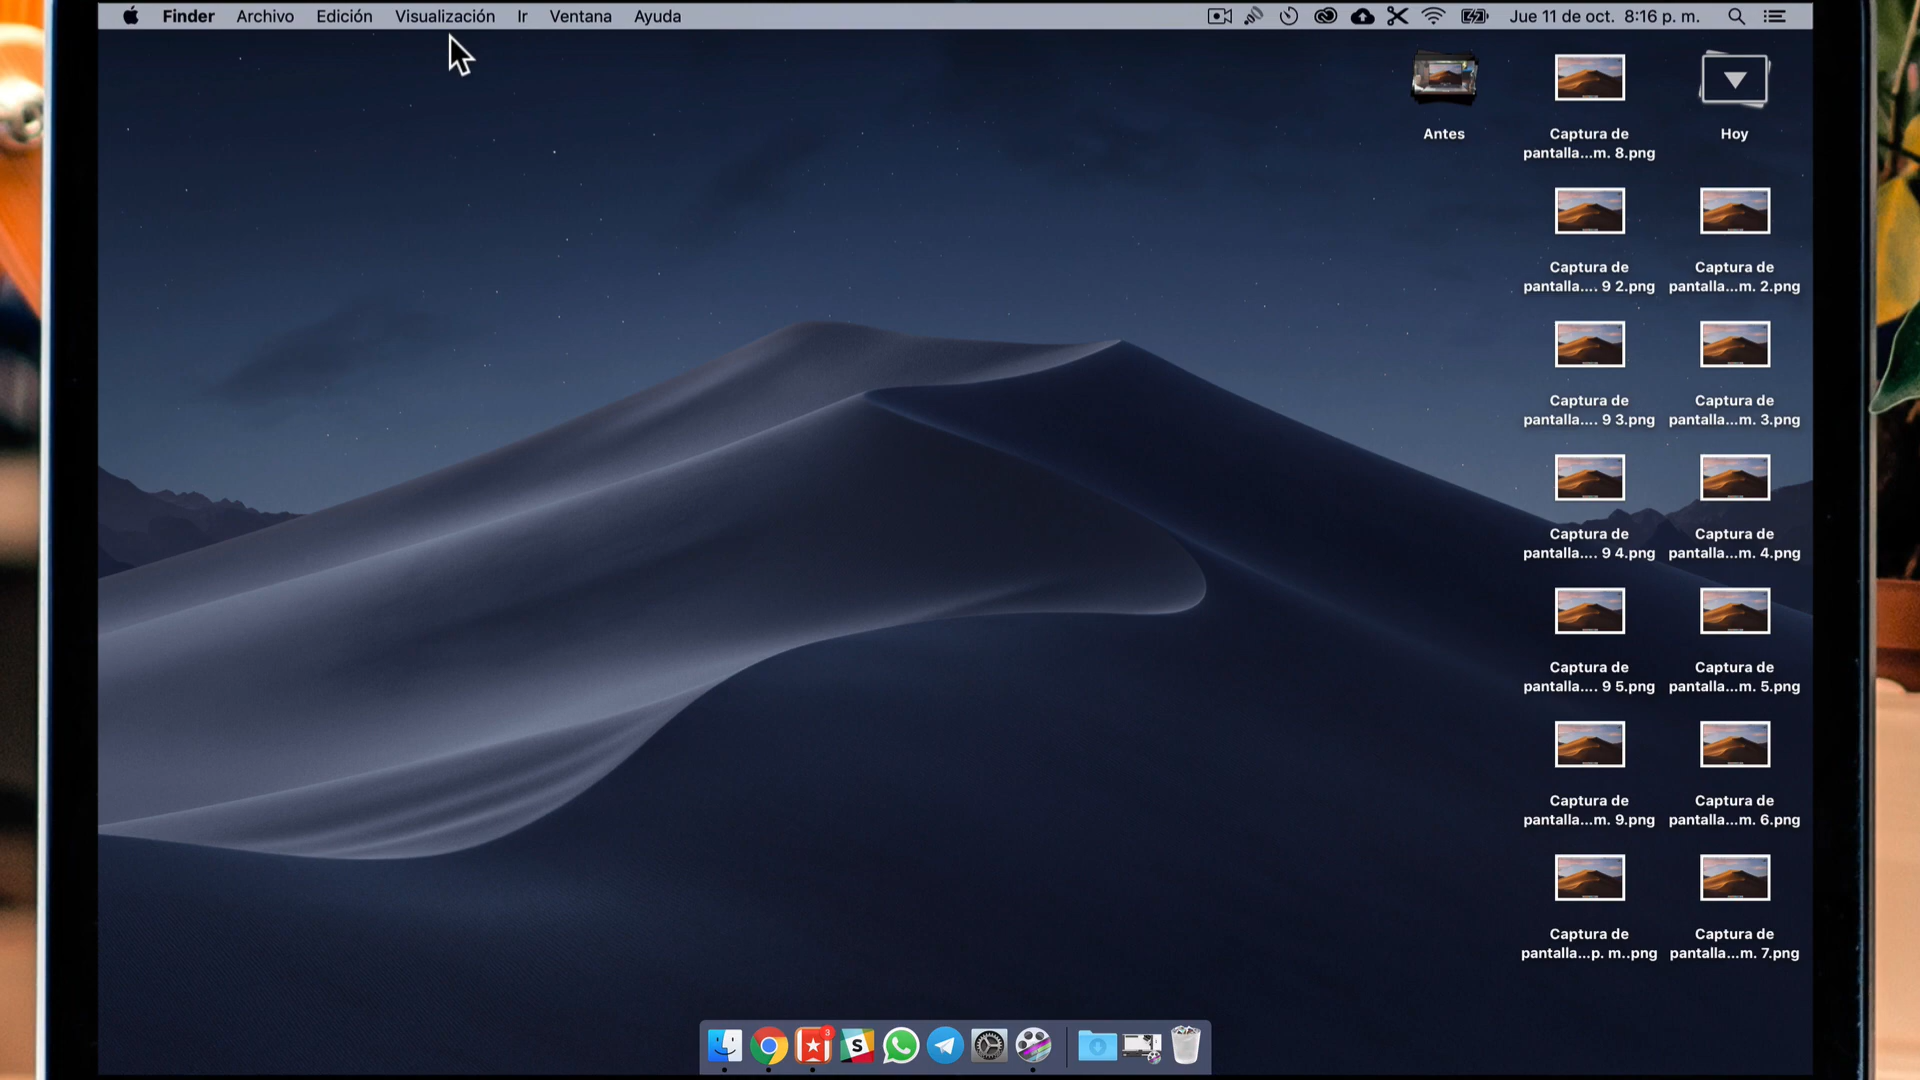 Finder Archivo Edición Visualización Ir Ventana Ayuda Jue 11 de oct. 8:16 p. m.
Antes
Captura de
pantalla...m. 8.png
Hoy
Captura de
pantalla.... 9 2.png
Captura de
pantalla...m. 2.png
Captura de
pantalla.... 9 3.png
Captura de
pantalla...m. 3.png
Captura de
pantalla.... 9 4.png
Captura de
pantalla...m. 4.png
Captura de
pantalla.... 9 5.png
Captura de
pantalla...m. 5.png
Captura de
pantalla...m. 9.png
Captura de
pantalla...m. 6.png
Captura de
pantalla...p. m..png
Captura de
pantalla...m. 7.png
3
S